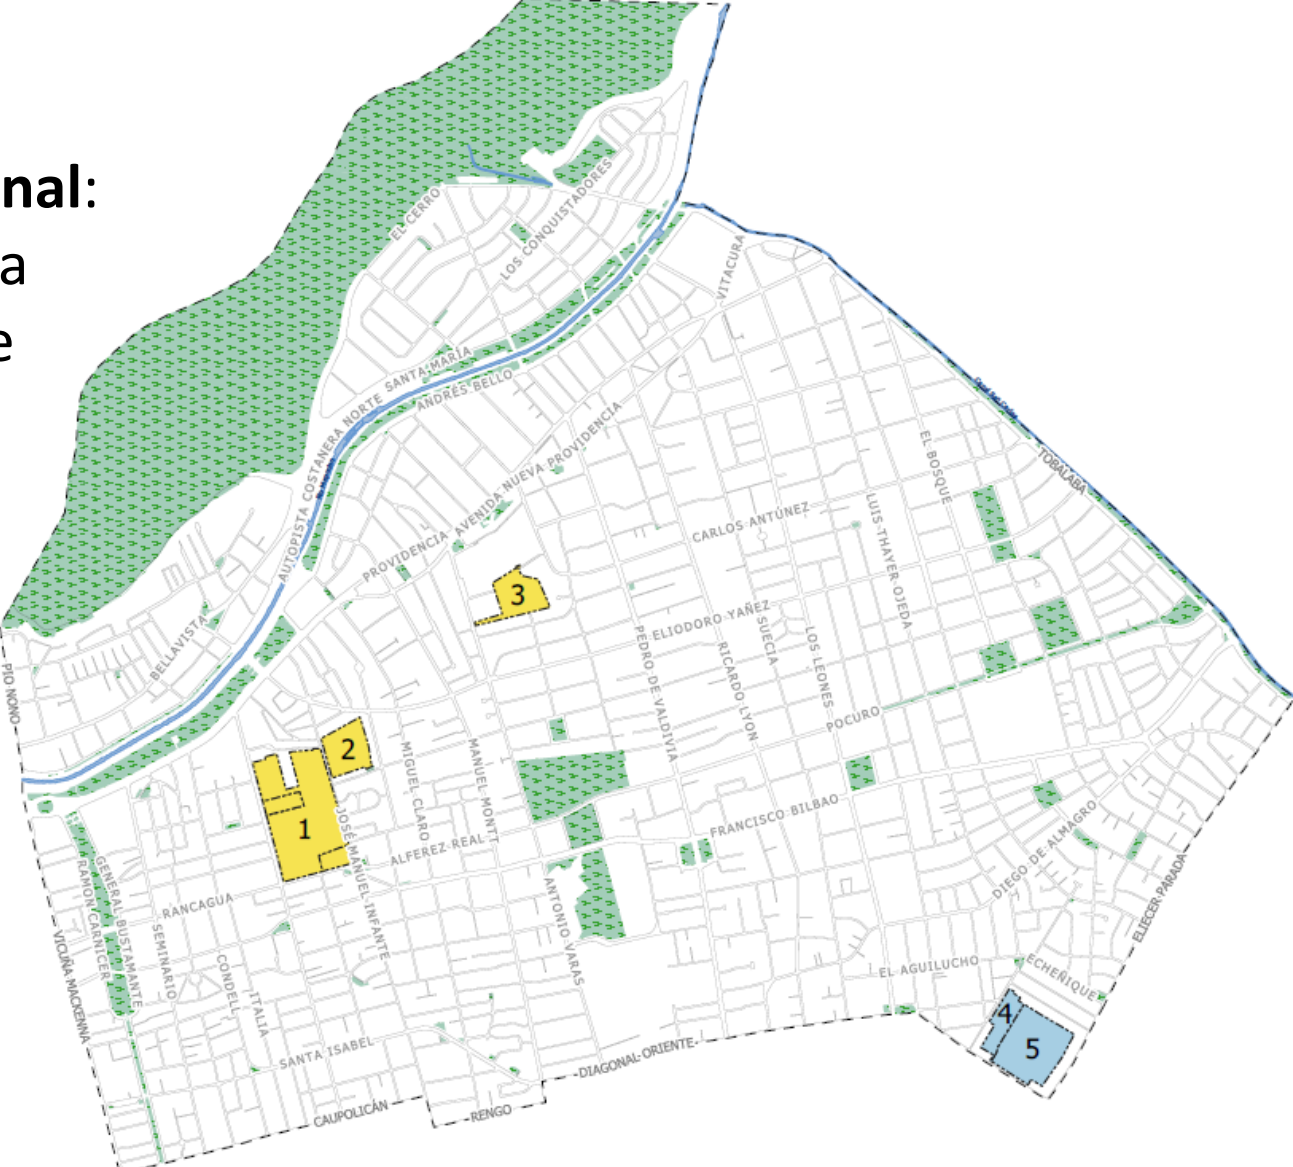 nal:
a
e
EL CERRO
LOS CONQUISTADORES
VITACURA
SANTA MARÍA
ANDRÉS BELLO
AUTOPISTA COSTANERA NORTE
PROVIDENCIA
AVENIDA NUEVA PROVIDENCIA
EL BOSQUE
TOBALABA
CARLOS ANTÚNEZ
LUIS THAYER OJEDA
3
ELIODORO YAÑEZ
BELLAVISTA
PIO NONO
PEDRO DE VALDIVIA
RICARDO LYON
SUECIA
LOS LEONES
POCURO
2
1
MIGUEL CLARO
MANUEL MONTT
JOSÉ MANUEL INFANTE
ALFEREZ REAL
FRANCISCO BILBAO
DIEGO DE ALMAGRO
ELIECER PARADA
GENERAL BUSTAMANTE
RAMON CARNICER
RANCAGUA
VICUÑA MACKENNA
SEMINARIO
CONDELL
ITALIA
ANTONIO VARAS
EL AGUILUCHO
ECHEÑIQUE
4
5
SANTA ISABEL
DIAGONAL ORIENTE
CAUPOLICÁN
RENGO